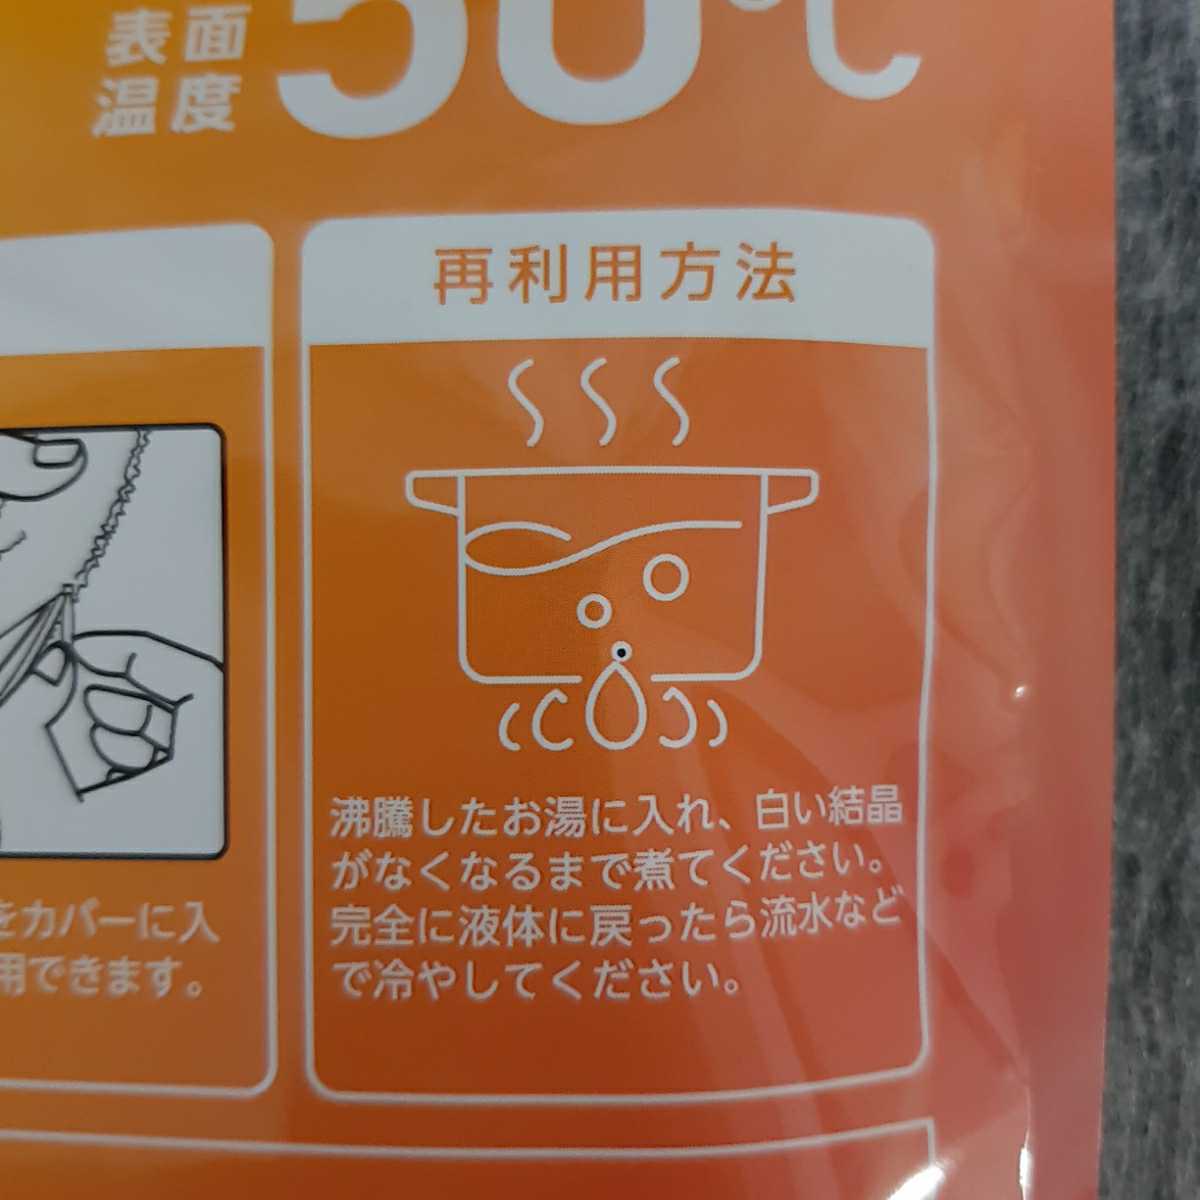 表面
温度
50℃
再利用方法
をカバーに入
用できます。
沸騰したお湯に入れ、白い結晶
がなくなるまで煮てください。
完全に液体に戻ったら流水など
で冷やしてください。